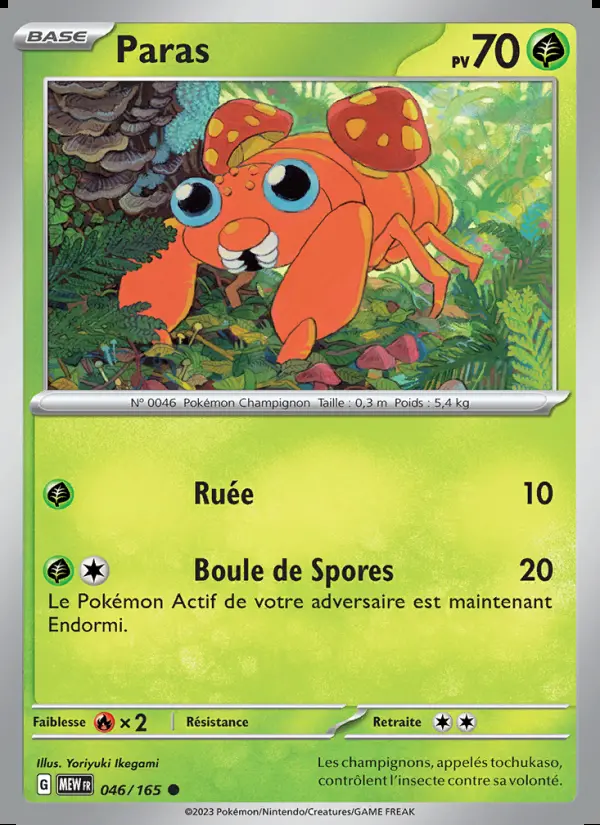 BASE
Paras
PV 70
N° 0046 Pokémon Champignon Taille : 0,3 m Poids : 5,4 kg
Ruée 10
Boule de Spores 20
Le Pokémon Actif de votre adversaire est maintenant
Endormi.
Faiblesse ×2 Résistance Retraite
Illus. Yoriyuki Ikegami
Les champignons, appelés tochukaso,
contrôlent l'insecte contre sa volonté.
G MEW FR 046/165
©2023 Pokémon/Nintendo/Creatures/GAME FREAK